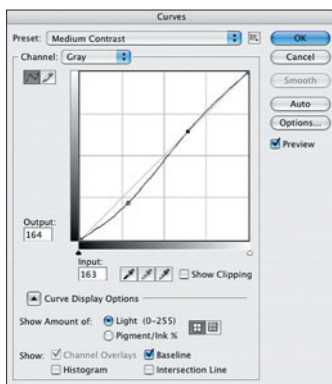 Curves
Preset: Medium Contrast
OK
Channel: Gray
Cancel
Smooth
Auto
Options...
Preview
Output:
164
Input:
163
Show Clipping
Curve Display Options
Show Amount of: Light (0-255)
Pigment/Ink %
Show: Channel Overlays Baseline
Histogram Intersection Line